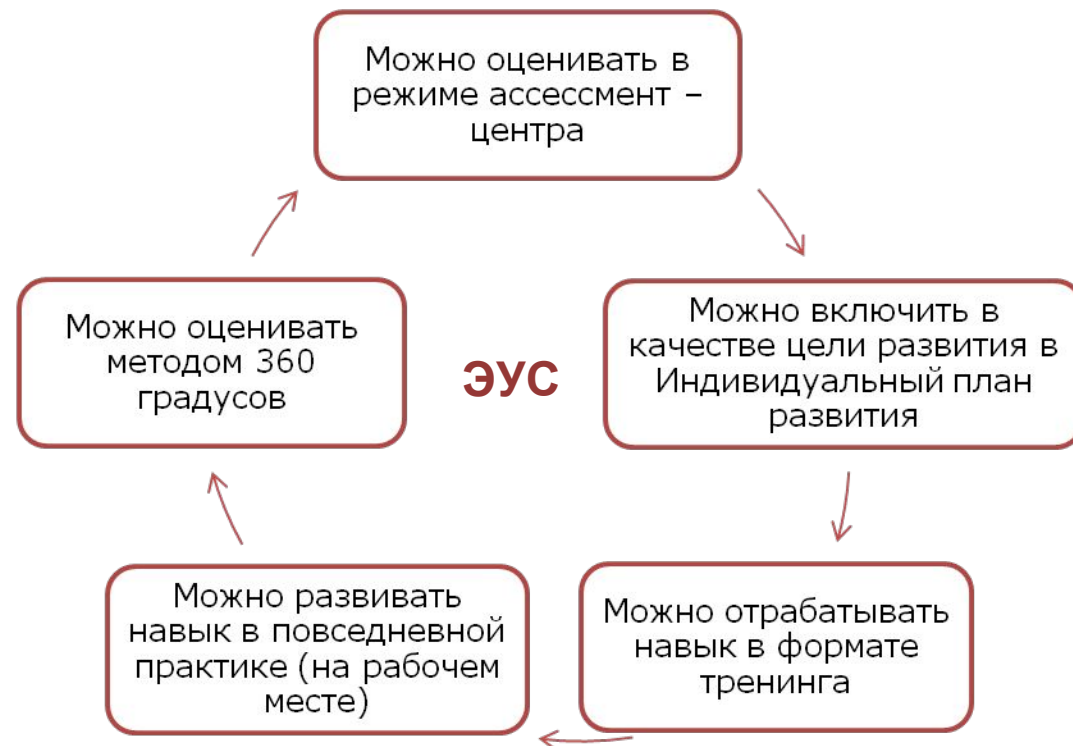 Можно оценивать в
режиме ассессмент –
центра
Можно включить в
качестве цели развития в
Индивидуальный план
развития
Можно отрабатывать
навык в формате
тренинга
Можно развивать
навык в повседневной
практике (на рабочем
месте)
Можно оценивать
методом 360
градусов
ЭУС